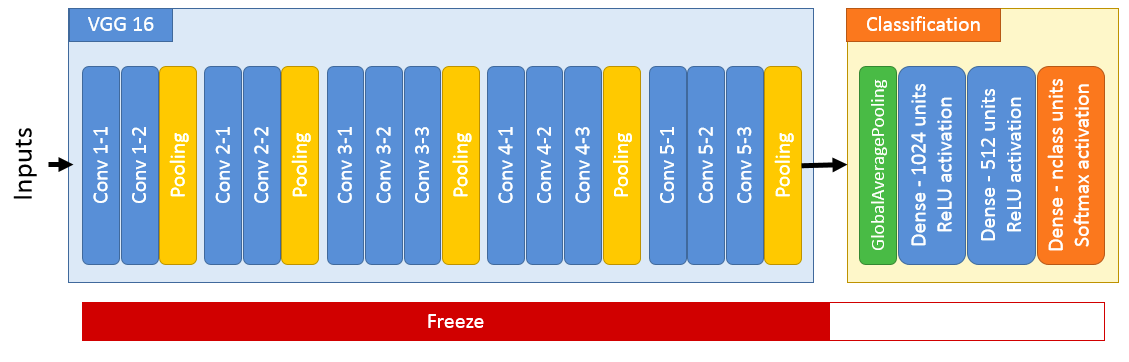 VGG 16
Classification
Inputs
Conv 1-1
Conv 1-2
Pooling
Conv 2-1
Conv 2-2
Pooling
Conv 3-1
Conv 3-2
Conv 3-3
Pooling
Conv 4-1
Conv 4-2
Conv 4-3
Pooling
Conv 5-1
Conv 5-2
Conv 5-3
Pooling
GlobalAveragePooling
Dense - 1024 units
ReLU activation
Dense - 512 units
ReLU activation
Dense - nclass units
Softmax activation
Freeze